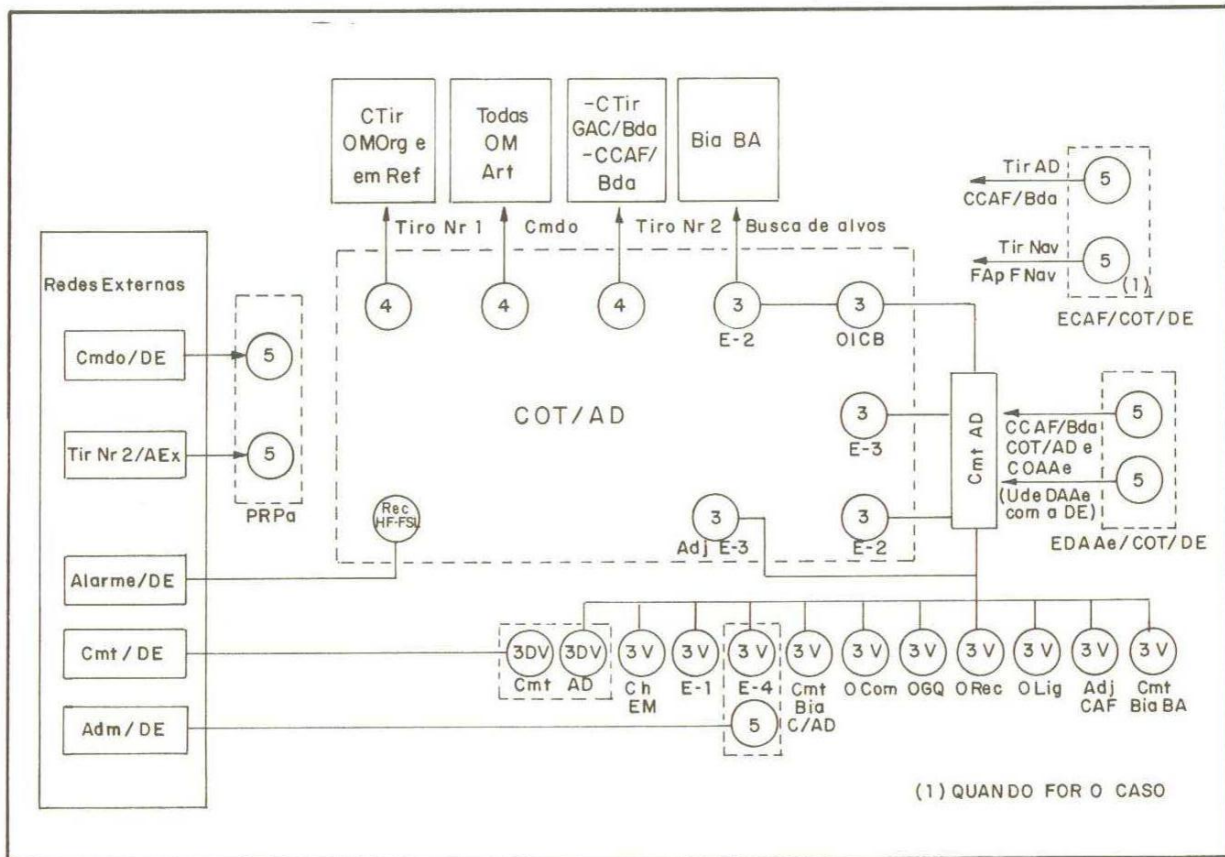 CTir
OMOrg e
em Ref
Todas
OM
Art
-CTir
GAC/Bda
-CCAF/
Bda
Bia BA
Tiro Nr 1
Cmdo
Tiro Nr 2
Busca de alvos
4
4
4
3
E-2
3
OICB
Tir AD
CCAF/Bda
5
Tir Nav
FAp F Nav
5
(1)
ECAF/COT/DE
Redes Externas
Cmdo/DE
5
Tir Nr 2/AEx
5
PRPa
COT/AD
3
E-3
Cmt AD
CCAF/Bda
COT/AD e
COAAe
(U de DAAe
com a DE)
5
5
EDAAe/COT/DE
Rec
HF-FSL
3
Adj E-3
3
E-2
Alarme/DE
Cmt/DE
Adm/DE
3DV
3DV
3 V
3 V
3 V
3 V
3 V
3 V
3 V
3 V
3 V
3 V
Cmt
AD
Ch
EM
E-1
E-4
Cmt
Bia
C/AD
O Com
OGQ
O Rec
O Lig
Adj
CAF
Cmt
Bia BA
5
(1) QUANDO FOR O CASO